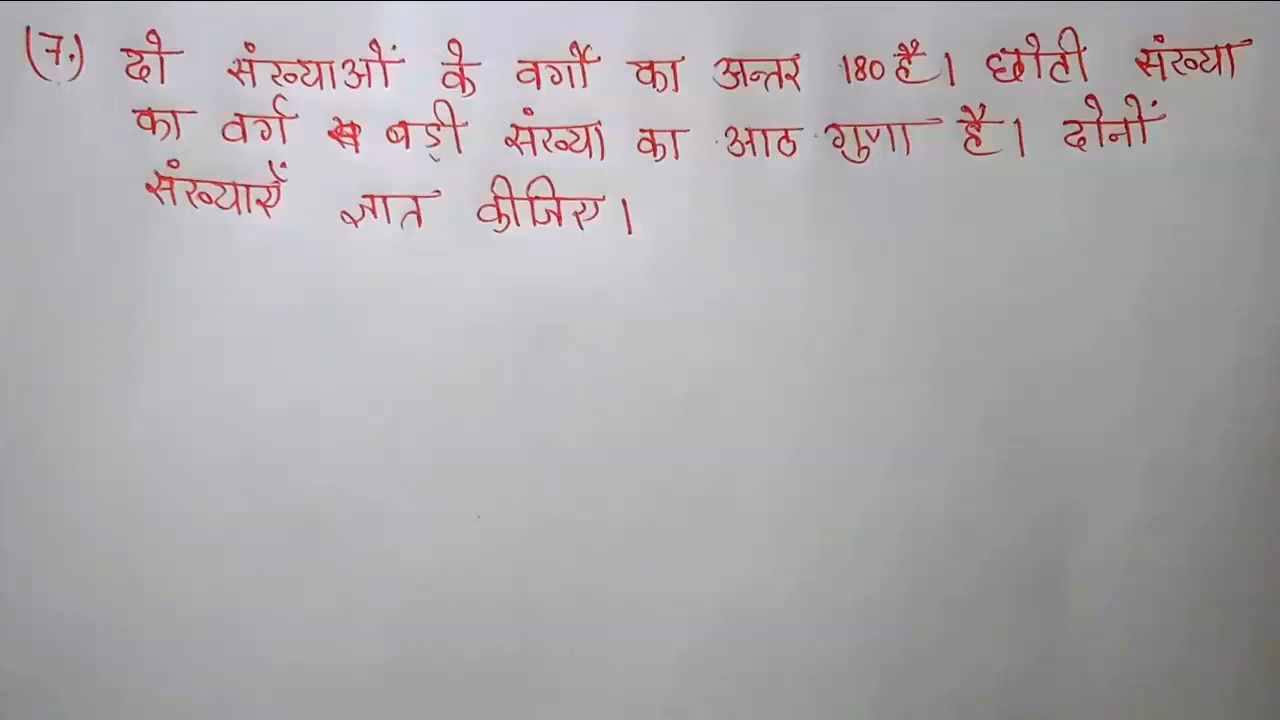 (7.) दो संख्याओं के वर्गों का अन्तर 180 है। छोटी संख्या
का वर्ग बड़ी संख्या का आठ गुणा है। दोनों
संख्याएँ ज्ञात कीजिए।